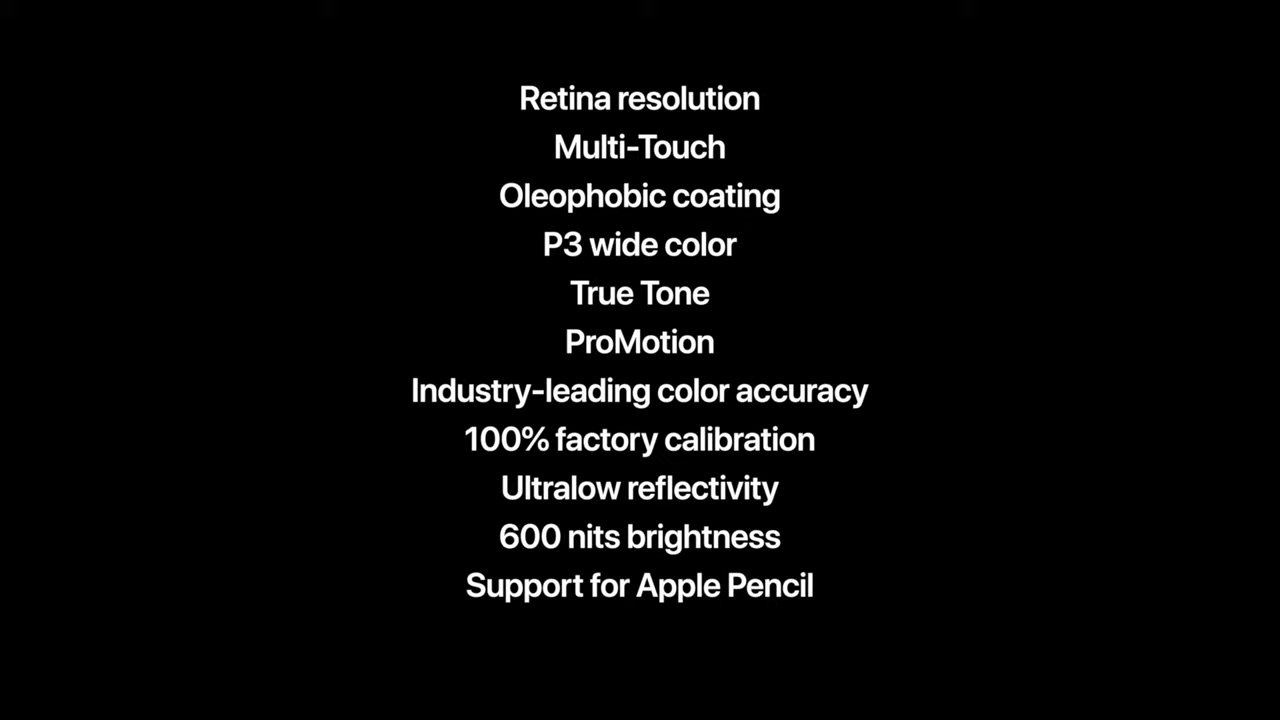 Retina resolution
Multi-Touch
Oleophobic coating
P3 wide color
True Tone
ProMotion
Industry-leading color accuracy
100% factory calibration
Ultralow reflectivity
600 nits brightness
Support for Apple Pencil